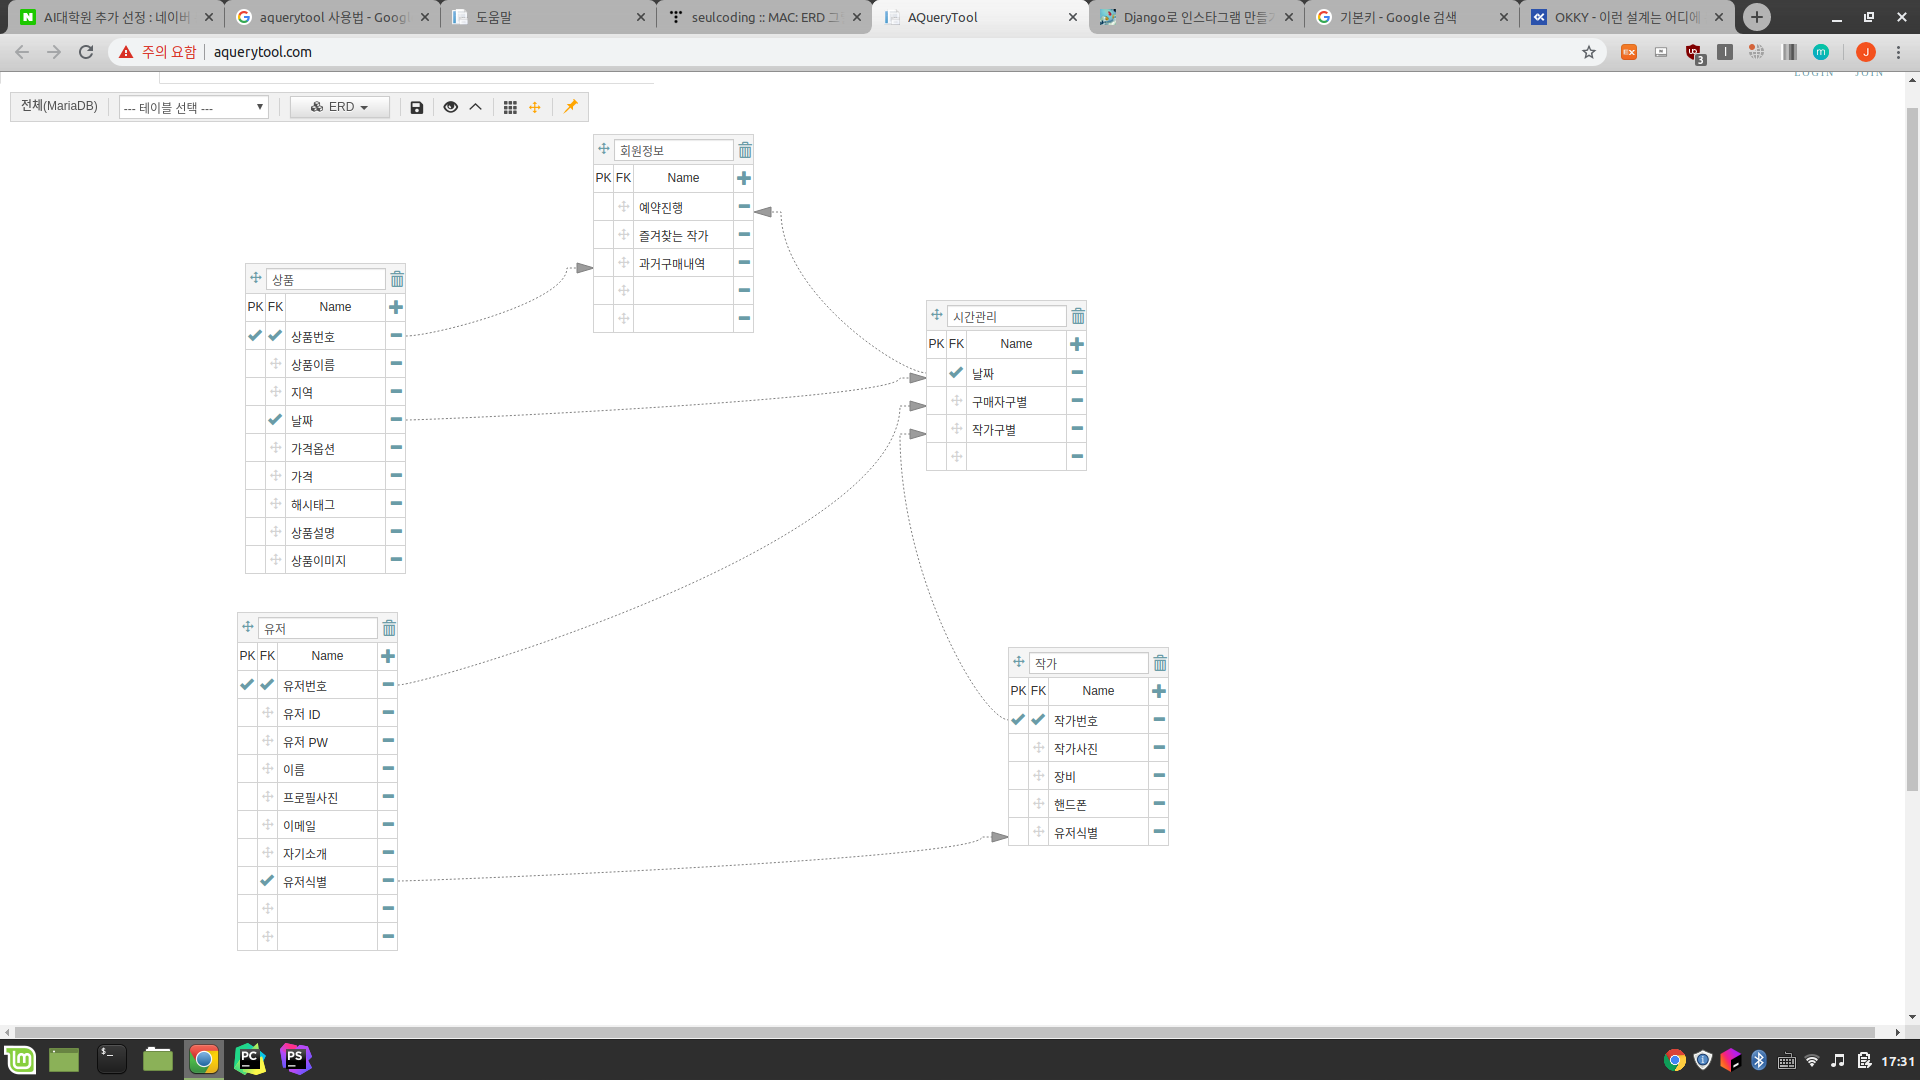 AI대학원 추가 선정 : 네이버
aquerytool 사용법 - Googl
도움말
seulcoding :: MAC: ERD 그
AQueryTool
Django로 인스타그램 만들기
기본키 - Google 검색
OKKY - 이런 설계는 어디에
주의 요함 aquerytool.com
3
J
LOGIN JOIN
전체(MariaDB) --- 테이블 선택 --- ERD
회원정보
PK FK Name
예약진행
즐겨찾는 작가
과거구매내역
상품
PK FK Name
상품번호
상품이름
지역
날짜
가격옵션
가격
해시태그
상품설명
상품이미지
시간관리
PK FK Name
날짜
구매자구별
작가구별
유저
PK FK Name
유저번호
유저 ID
유저 PW
이름
프로필사진
이메일
자기소개
유저식별
작가
PK FK Name
작가번호
작가사진
장비
핸드폰
유저식별
PC
PS
17:31